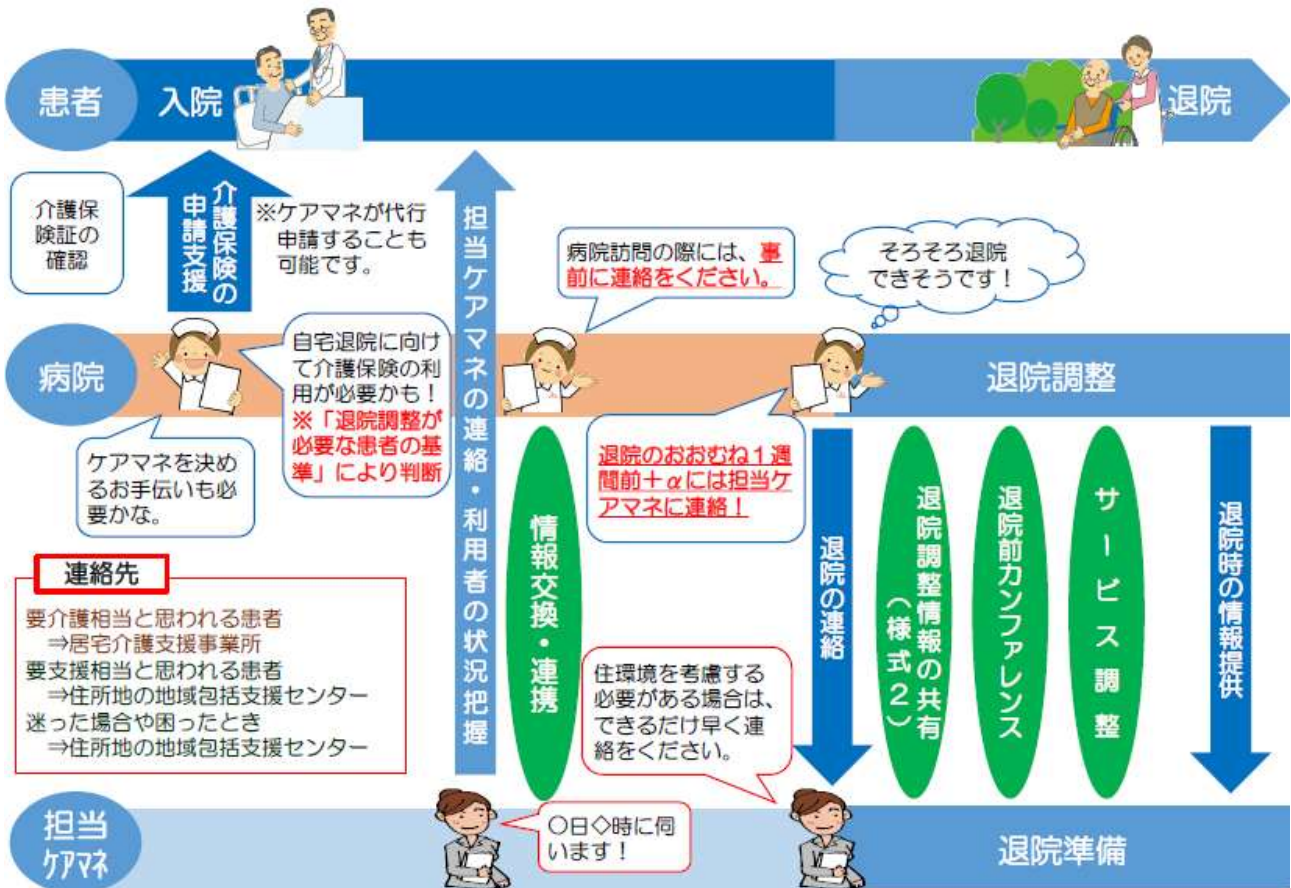 患者
入院
退院
介護保
険証の
確認
介護保険の
申請支援
※ケアマネが代行
申請することも
可能です。
担当ケアマネの連絡・利用者の状況把握
病院訪問の際には、事
前に連絡をください。
そろそろ退院
できそうです！
病院
自宅退院に向け
て介護保険の利
用が必要かも！
※「退院調整が
必要な患者の基
準」により判断
退院調整
ケアマネを決め
るお手伝いも必
要かな。
退院のおおむね１週
間前＋αには担当ケ
アマネに連絡！
情報交換・連携
退院の連絡
退院調整情報の共有
（様式２）
退院前カンファレンス
サービス調整
退院時の情報提供
連絡先
要介護相当と思われる患者
⇒居宅介護支援事業所
要支援相当と思われる患者
⇒住所地の地域包括支援センター
迷った場合や困ったとき
⇒住所地の地域包括支援センター
住環境を考慮する
必要がある場合は、
できるだけ早く連
絡をください。
担当
ケアマネ
〇日◇時に伺
います！
退院準備